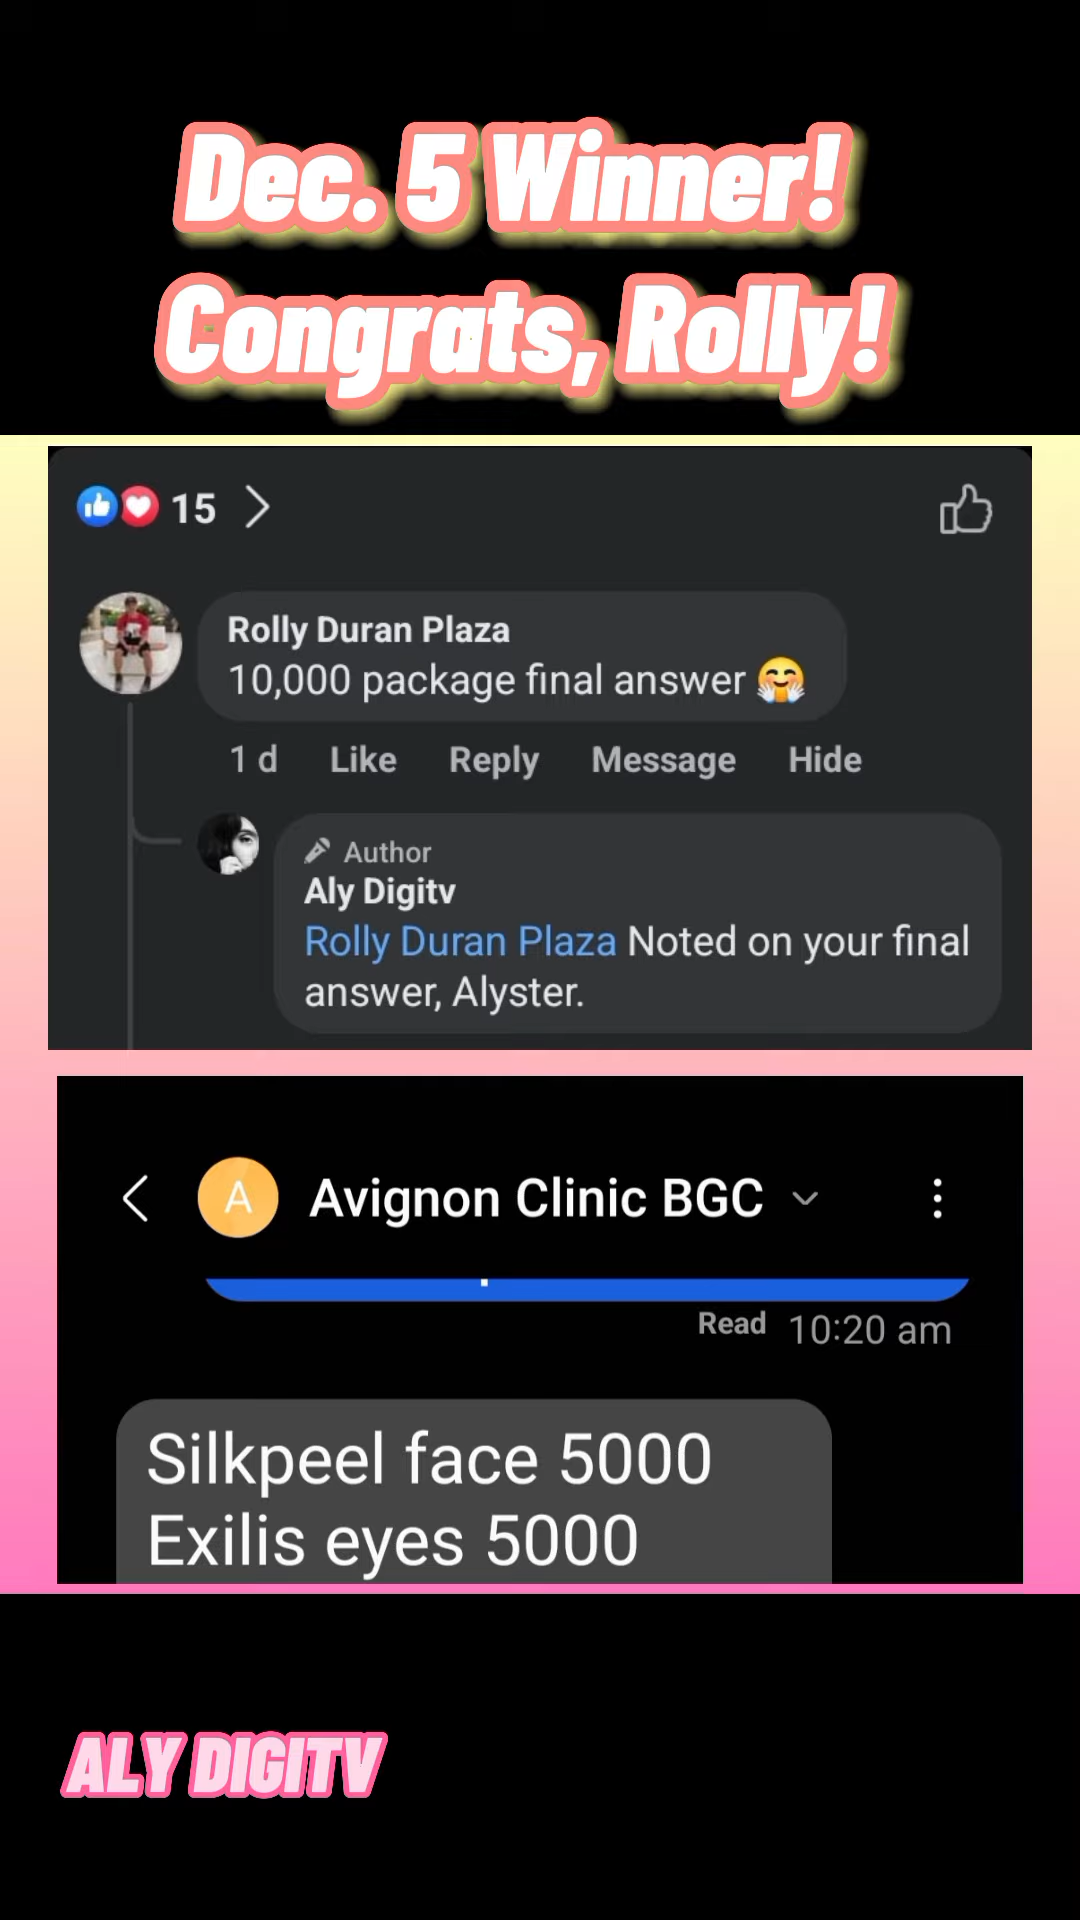 Dec. 5 Winner!
Congrats, Rolly!
15
Rolly Duran Plaza
10,000 package final answer 🤗
1 d Like Reply Message Hide
Author
Aly Digitv
Rolly Duran Plaza Noted on your final
answer, Alyster.
A Avignon Clinic BGC
Read 10:20 am
Silkpeel face 5000
Exilis eyes 5000
ALY DIGITV